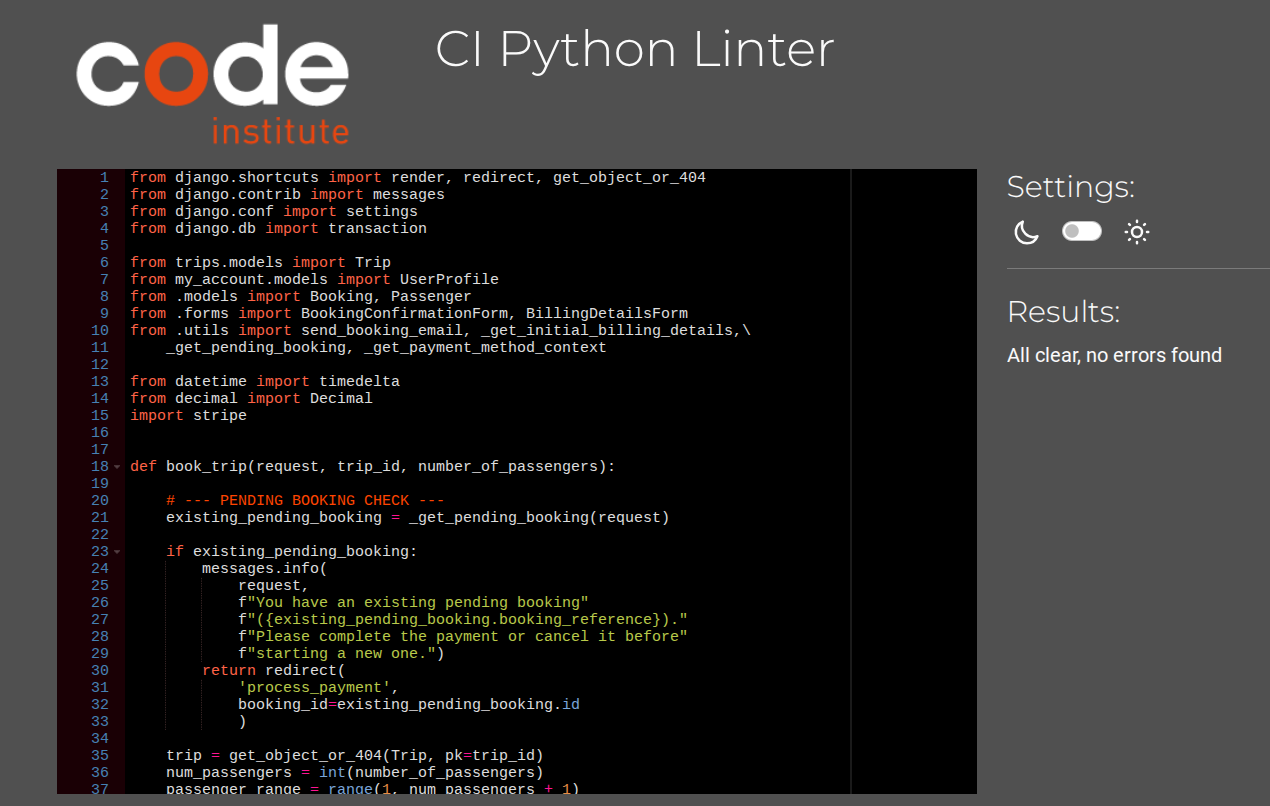 code
institute
CI Python Linter
1 from django.shortcuts import render, redirect, get_object_or_404
2 from django.contrib import messages
3 from django.conf import settings
4 from django.db import transaction
5
6 from trips.models import Trip
7 from my_account.models import UserProfile
8 from .models import Booking, Passenger
9 from .forms import BookingConfirmationForm, BillingDetailsForm
10 from .utils import send_booking_email, _get_initial_billing_details,\
11     _get_pending_booking, _get_payment_method_context
12
13 from datetime import timedelta
14 from decimal import Decimal
15 import stripe
16
17
18 def book_trip(request, trip_id, number_of_passengers):
19
20     # --- PENDING BOOKING CHECK ---
21     existing_pending_booking = _get_pending_booking(request)
22
23     if existing_pending_booking:
24         messages.info(
25             request,
26             f"You have an existing pending booking"
27             f"({existing_pending_booking.booking_reference})."
28             f"Please complete the payment or cancel it before"
29             f"starting a new one.")
30         return redirect(
31             'process_payment',
32             booking_id=existing_pending_booking.id
33             )
34
35     trip = get_object_or_404(Trip, pk=trip_id)
36     num_passengers = int(number_of_passengers)
37     passenger_range = range(1, num_passengers + 1)
Settings:
Results:
All clear, no errors found